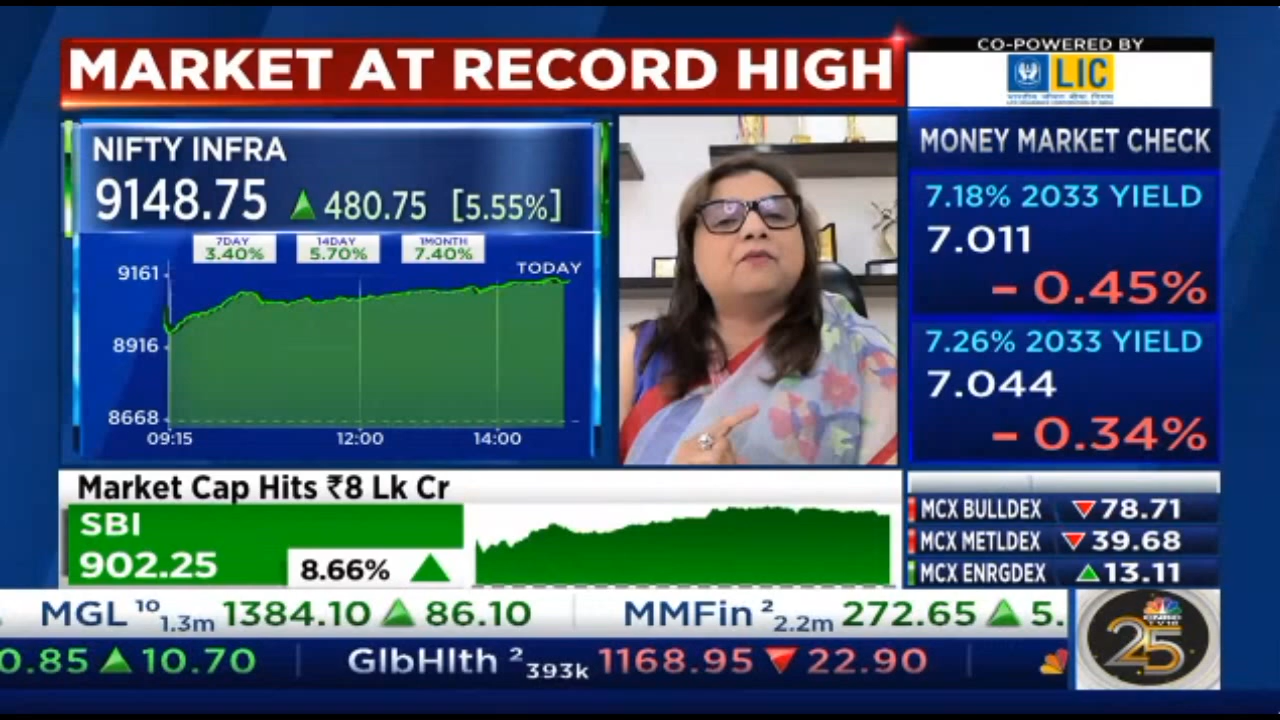 MARKET AT RECORD HIGH
CO-POWERED BY
LIC
NIFTY INFRA
9148.75 ▲ 480.75 [5.55%]
7DAY
3.40%
14DAY
5.70%
1MONTH
7.40%
TODAY
9161
8916
8668
09:15 12:00 14:00
MONEY MARKET CHECK
7.18% 2033 YIELD
7.011
- 0.45%
7.26% 2033 YIELD
7.044
- 0.34%
Market Cap Hits ₹8 Lk Cr
SBI
902.25 8.66% ▲
MCX BULLDEX ▼ 78.71
MCX METLDEX ▼ 39.68
MCX ENRGDEX ▲ 13.11
MGL 10 1.3m 1384.10 ▲ 86.10 MMFin 2 2.2m 272.65 ▲ 5.
0.85 ▲ 10.70 GlbHlth 2 393k 1168.95 ▼ 22.90
CNBC
TV18
25